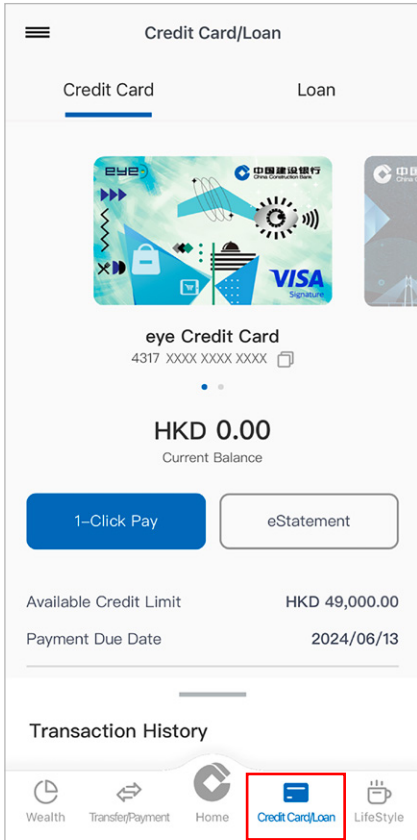 Credit Card/Loan
Credit Card
Loan
eye
中国建设银行
China Construction Bank
VISA
Signature
eye Credit Card
4317 XXXX XXXX XXXX
HKD 0.00
Current Balance
1-Click Pay
eStatement
Available Credit Limit
HKD 49,000.00
Payment Due Date
2024/06/13
Transaction History
Wealth
Transfer/Payment
Home
Credit Card/Loan
LifeStyle